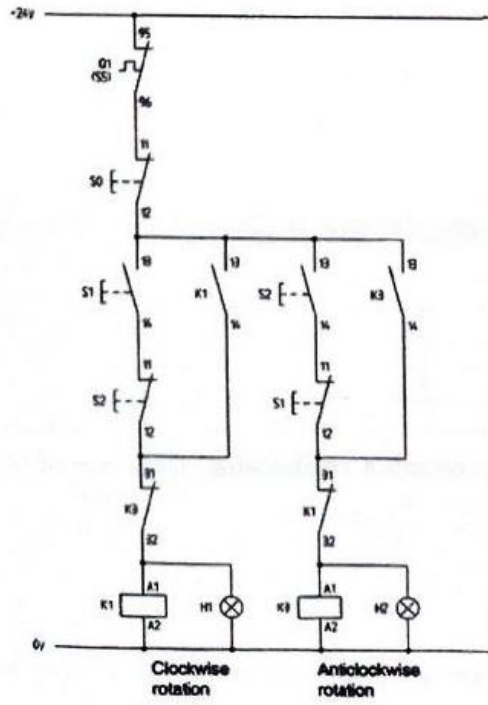 +24V
95
Q1
(SS)
96
11
S0
12
13
S1
14
13
K1
14
13
S2
14
13
K3
14
11
S2
12
11
S1
12
31
K3
32
31
K1
32
A1
K1
A2
H1
A1
K3
A2
H2
0V
Clockwise
rotation
Anticlockwise
rotation